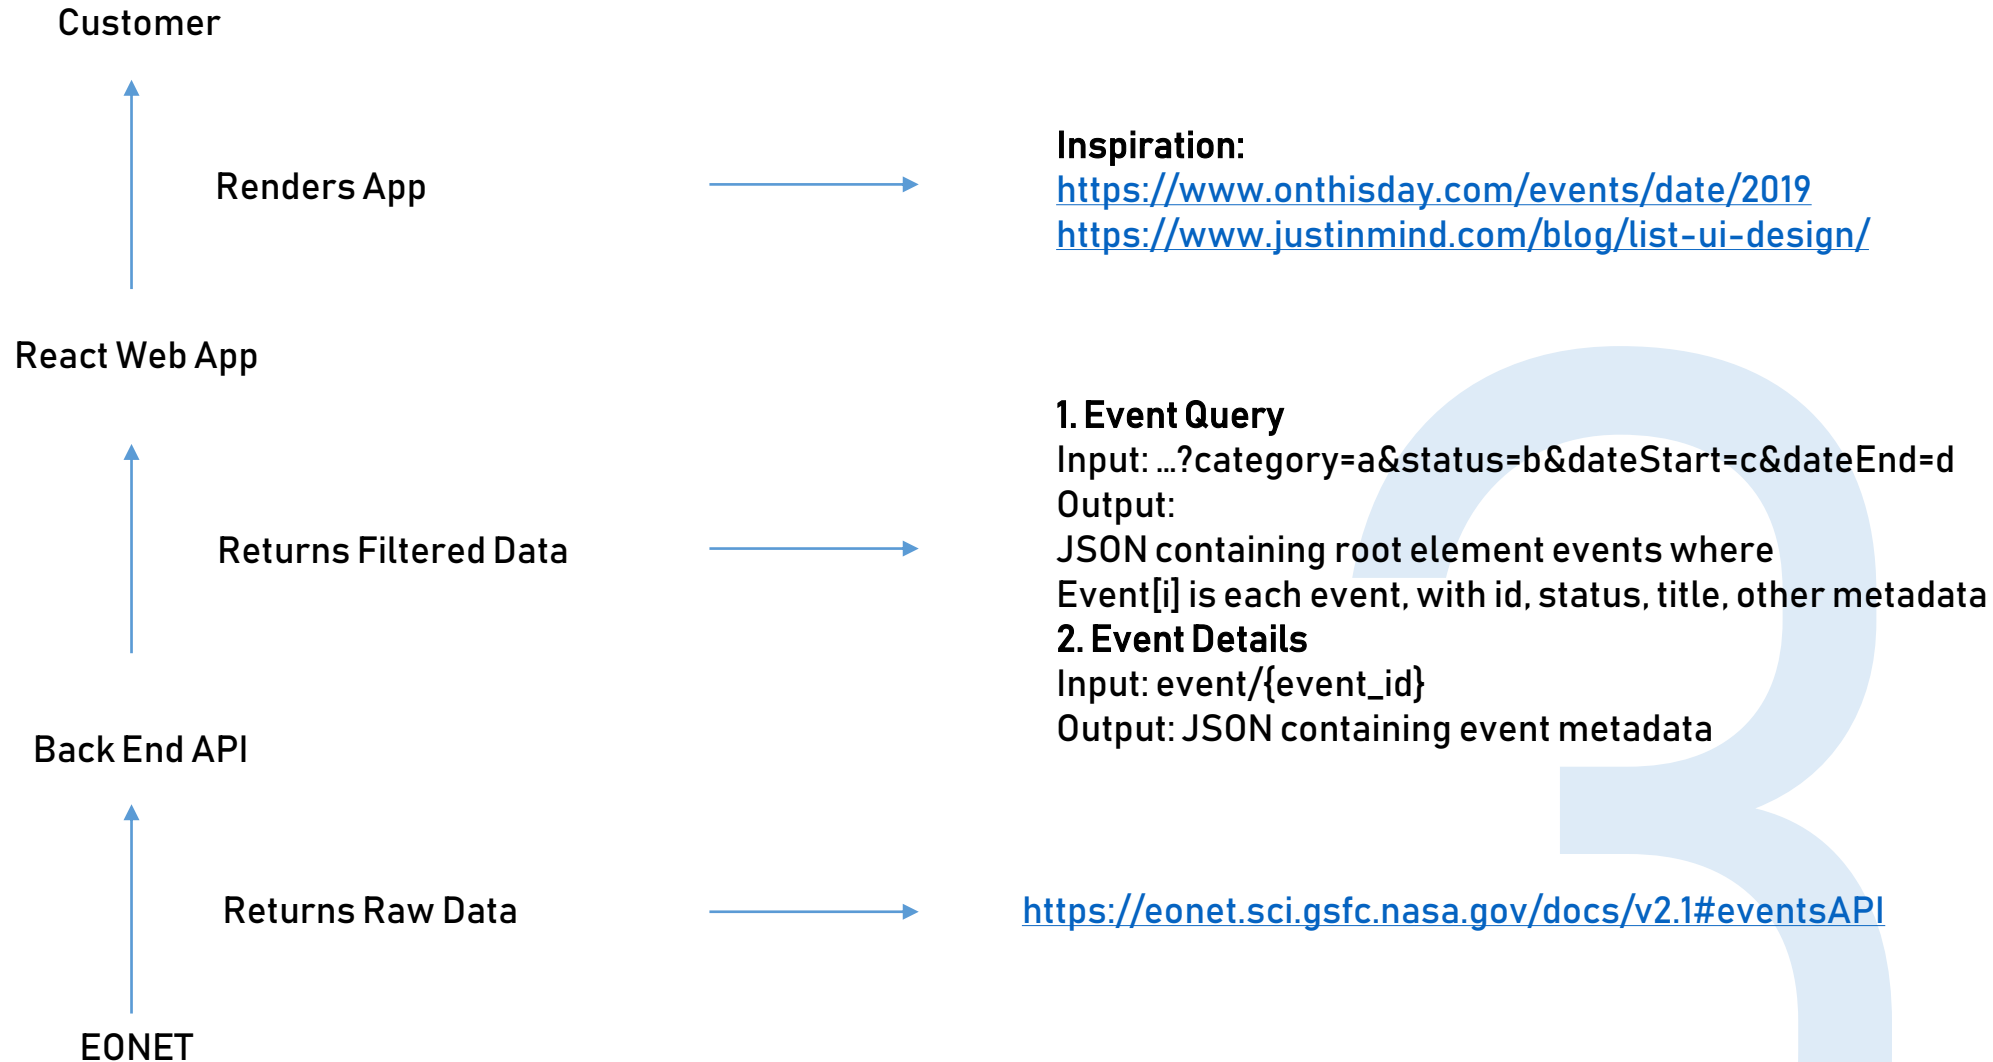 Customer
Renders App
Inspiration:
https://www.onthisday.com/events/date/2019
https://www.justinmind.com/blog/list-ui-design/
React Web App
Returns Filtered Data
1. Event Query
Input: ...?category=a&status=b&dateStart=c&dateEnd=d
Output:
JSON containing root element events where
Event[i] is each event, with id, status, title, other metadata
2. Event Details
Input: event/{event_id}
Output: JSON containing event metadata
Back End API
Returns Raw Data
https://eonet.sci.gsfc.nasa.gov/docs/v2.1#eventsAPI
EONET
3